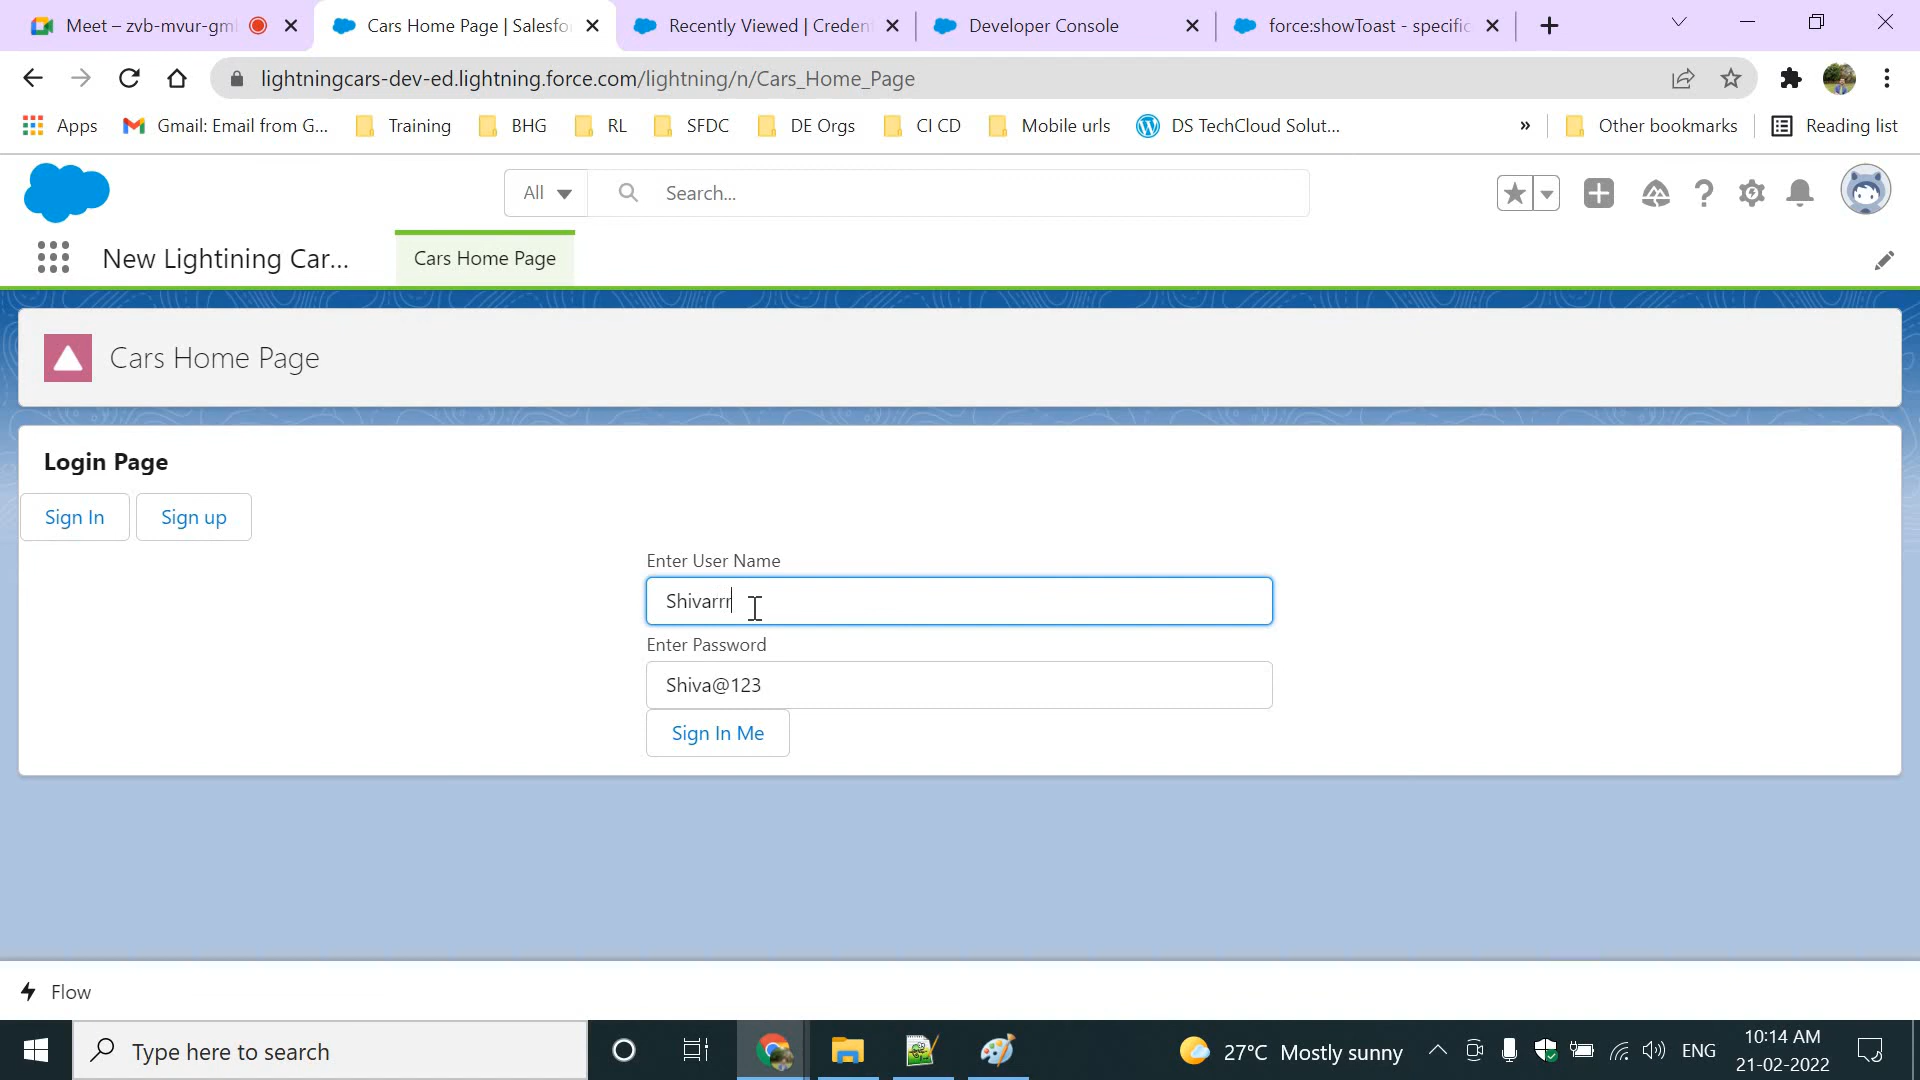 Meet – zvb-mvur-gml
Cars Home Page | Salesfo
Recently Viewed | Creden
Developer Console
force:showToast - specific
lightningcars-dev-ed.lightning.force.com/lightning/n/Cars_Home_Page
Apps
Gmail: Email from G...
Training
BHG
RL
SFDC
DE Orgs
CI CD
Mobile urls
DS TechCloud Solut...
»
Other bookmarks
Reading list
All
Search...
New Lightining Car...
Cars Home Page
Cars Home Page
Login Page
Sign In
Sign up
Enter User Name
Shivarrr
Enter Password
Shiva@123
Sign In Me
Flow
Type here to search
27°C Mostly sunny
ENG
10:14 AM
21-02-2022